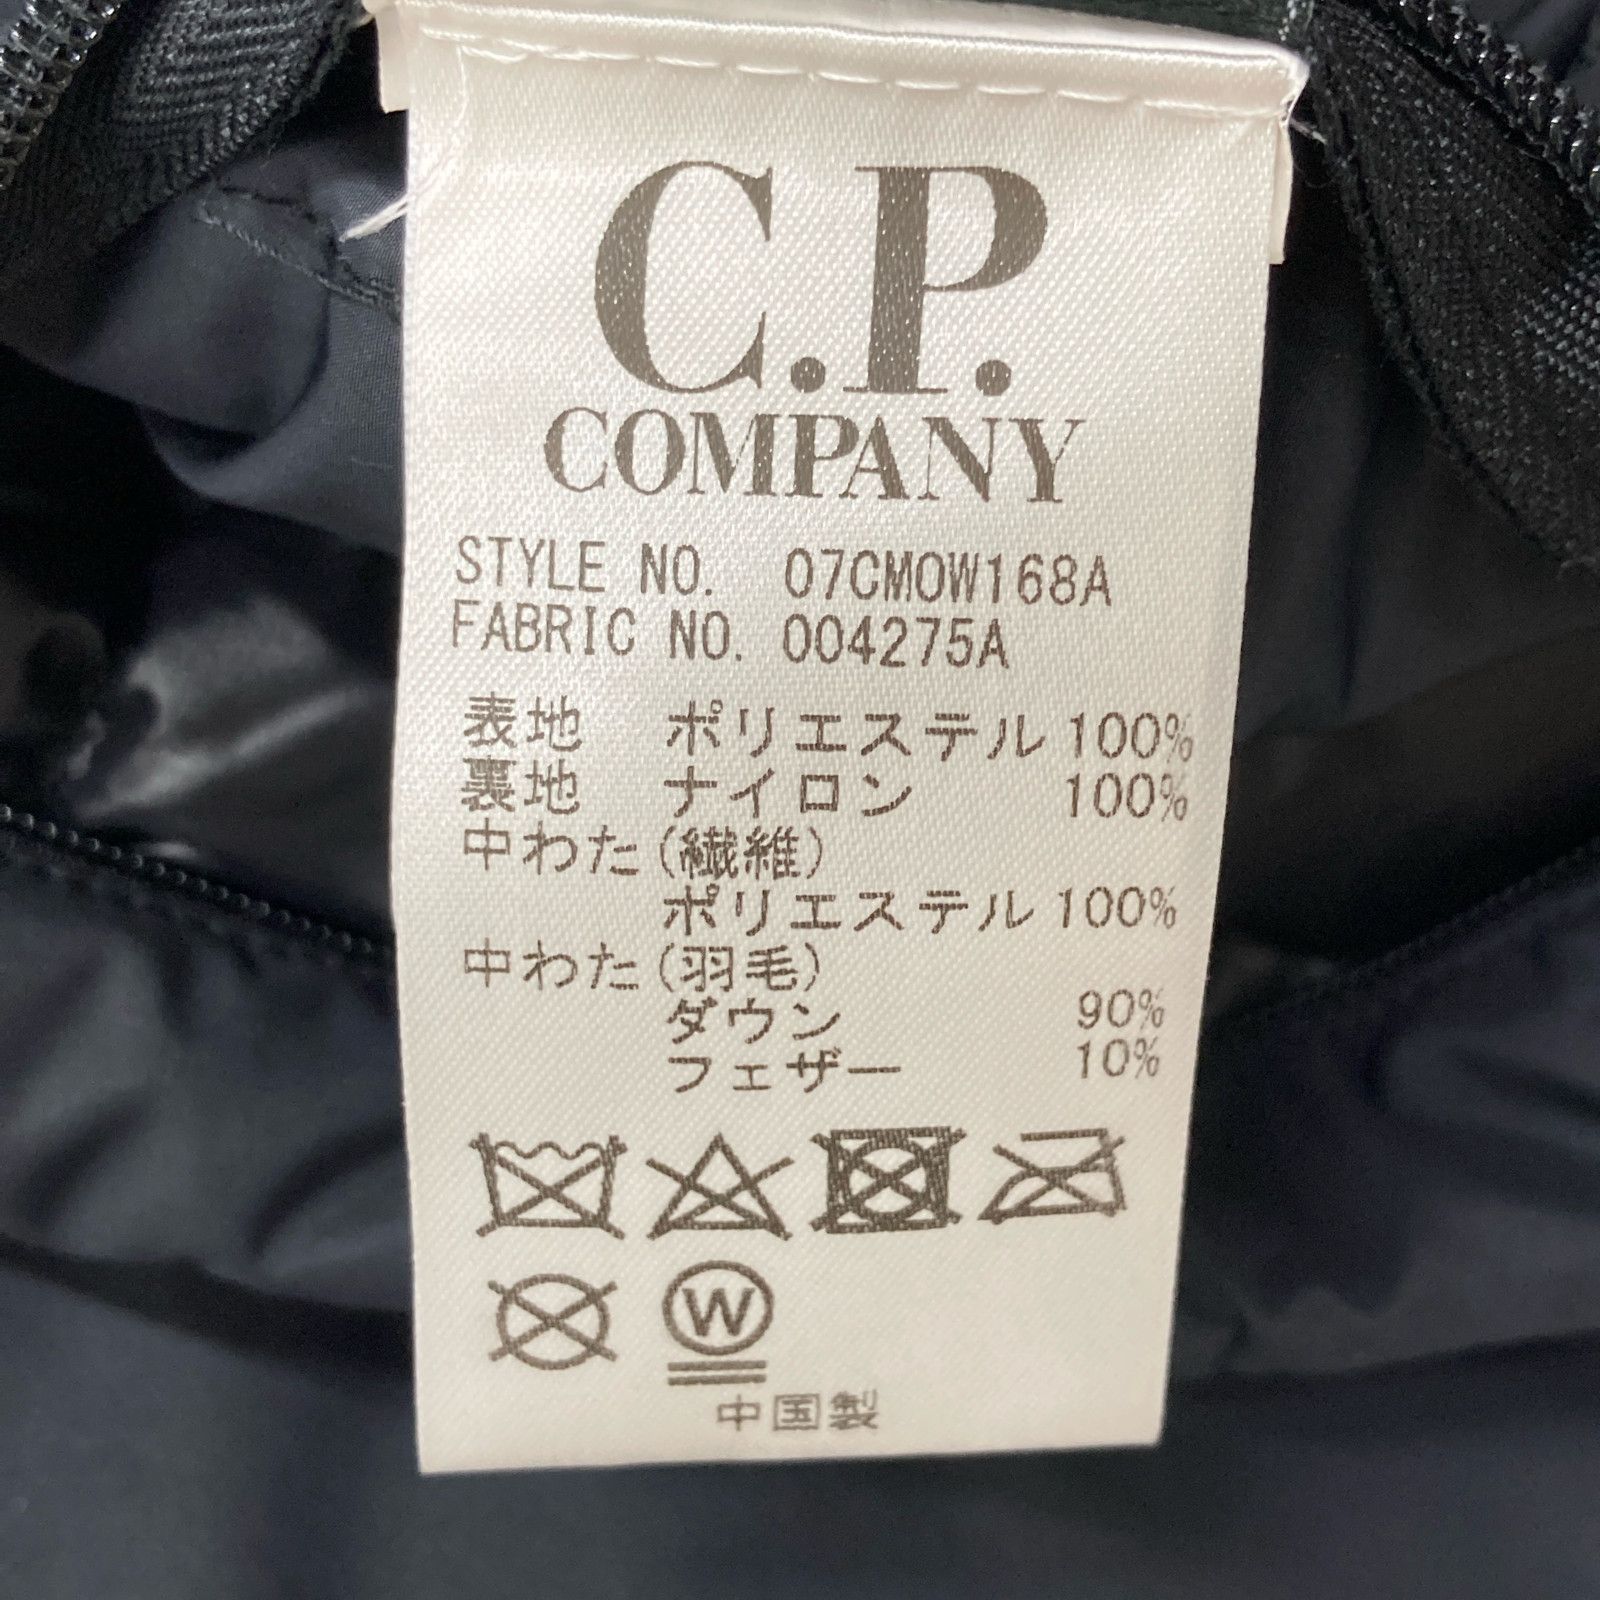 C.P.
COMPANY
STYLE NO. 07CMOW168A
FABRIC NO. 004275A
表地 ポリエステル 100%
裏地 ナイロン 100%
中わた(繊維)
ポリエステル 100%
中わた(羽毛)
ダウン 90%
フェザー 10%
W
中国製